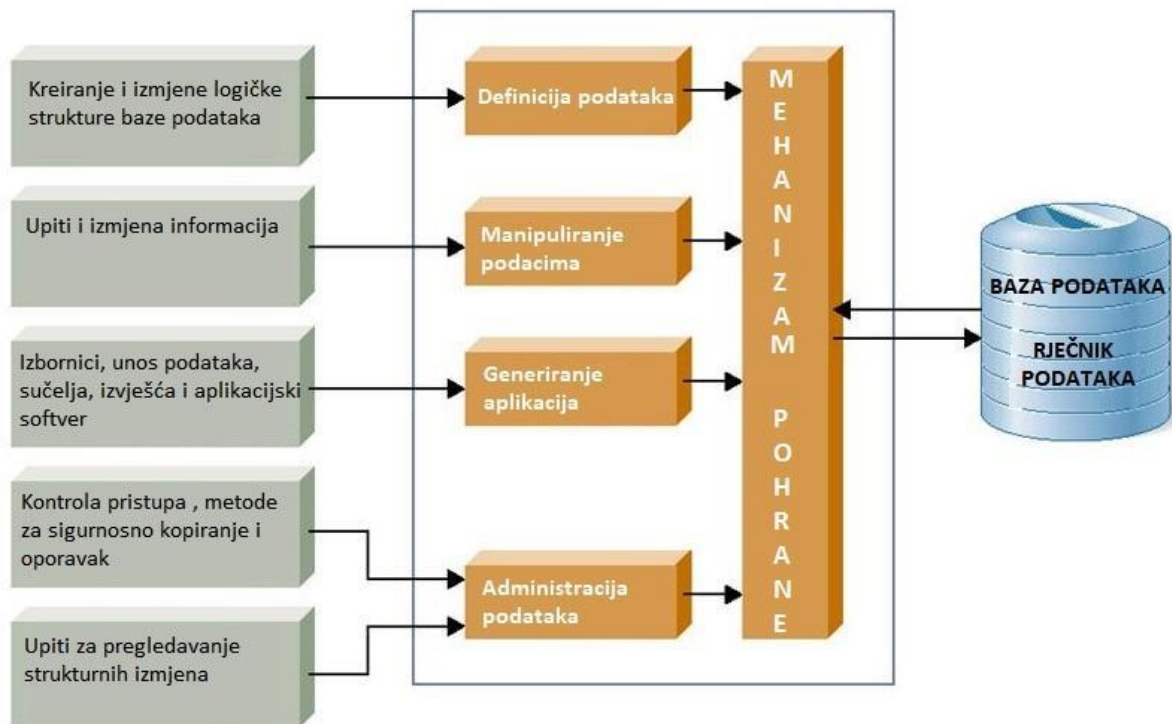 Kreiranje i izmjene logičke
strukture baze podataka
Upiti i izmjena informacija
Izbornici, unos podataka,
sučelja, izvješća i aplikacijski
softver
Kontrola pristupa , metode
za sigurnosno kopiranje i
oporavak
Upiti za pregledavanje
strukturnih izmjena
Definicija podataka
Manipuliranje
podacima
Generiranje
aplikacija
Administracija
podataka
MEHANIZAM POHRANE
BAZA PODATAKA
RJEČNIK
PODATAKA